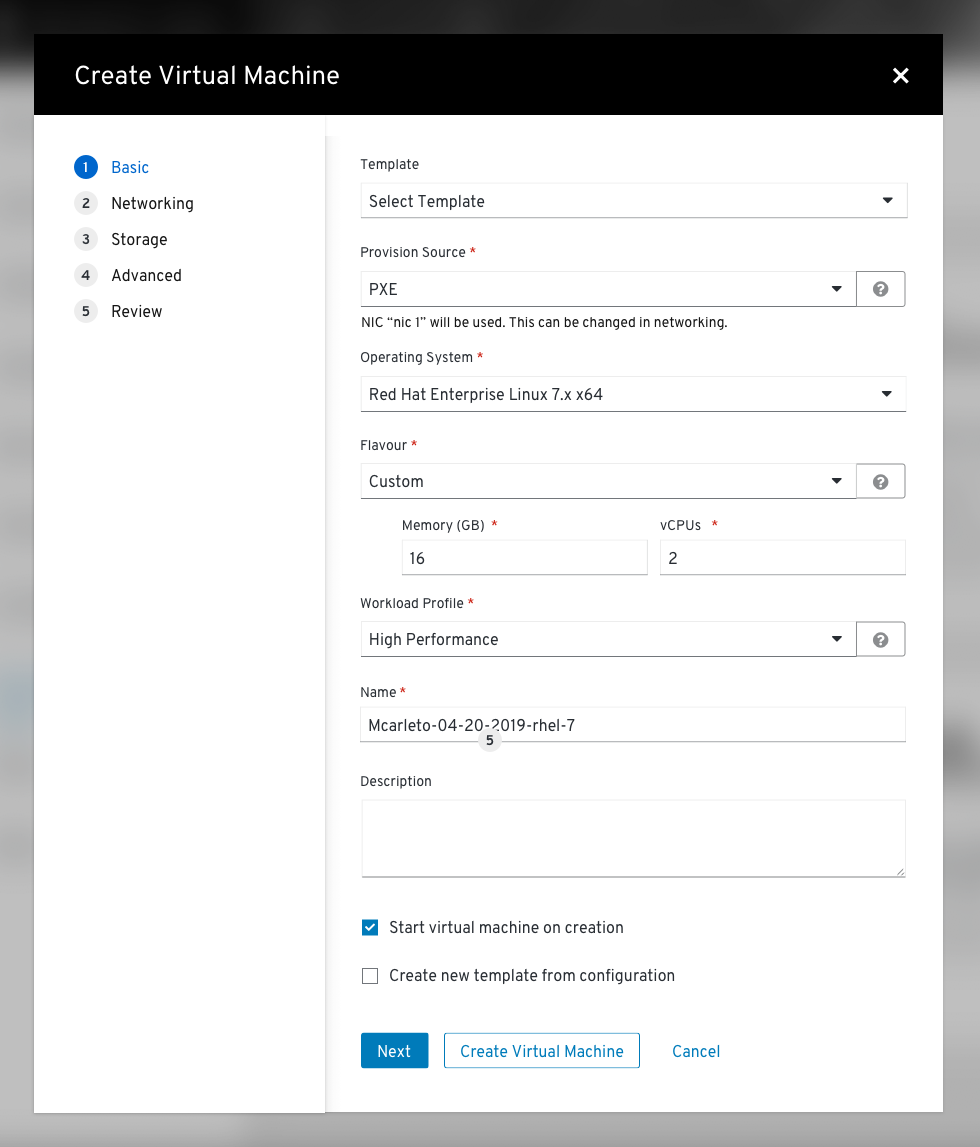 Create Virtual Machine
1 Basic
2 Networking
3 Storage
4 Advanced
5 Review
Template
Select Template
Provision Source *
PXE
NIC “nic 1” will be used. This can be changed in networking.
Operating System *
Red Hat Enterprise Linux 7.x x64
Flavour *
Custom
Memory (GB) *
16
vCPUs *
2
Workload Profile *
High Performance
Name *
Mcarleto-04-20-2019-rhel-7
5
Description
Start virtual machine on creation
Create new template from configuration
Next
Create Virtual Machine
Cancel